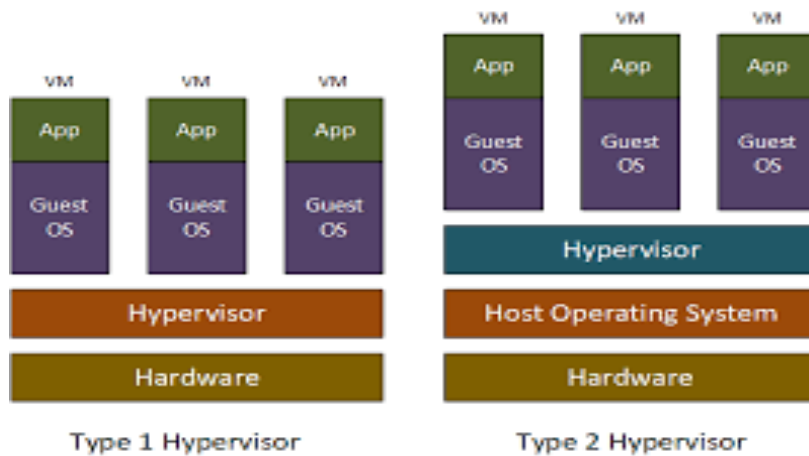 VM VM VM
App App App
Guest OS Guest OS Guest OS
Hypervisor
Hardware
Type 1 Hypervisor
VM VM VM
App App App
Guest OS Guest OS Guest OS
Hypervisor
Host Operating System
Hardware
Type 2 Hypervisor